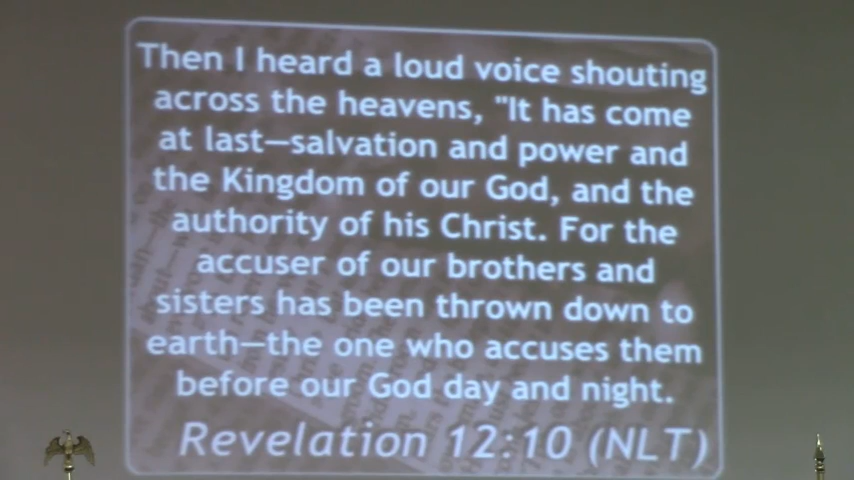 Then I heard a loud voice shouting
across the heavens, "It has come
at last—salvation and power and
the Kingdom of our God, and the
authority of his Christ. For the
accuser of our brothers and
sisters has been thrown down to
earth—the one who accuses them
before our God day and night.
Revelation 12:10 (NLT)